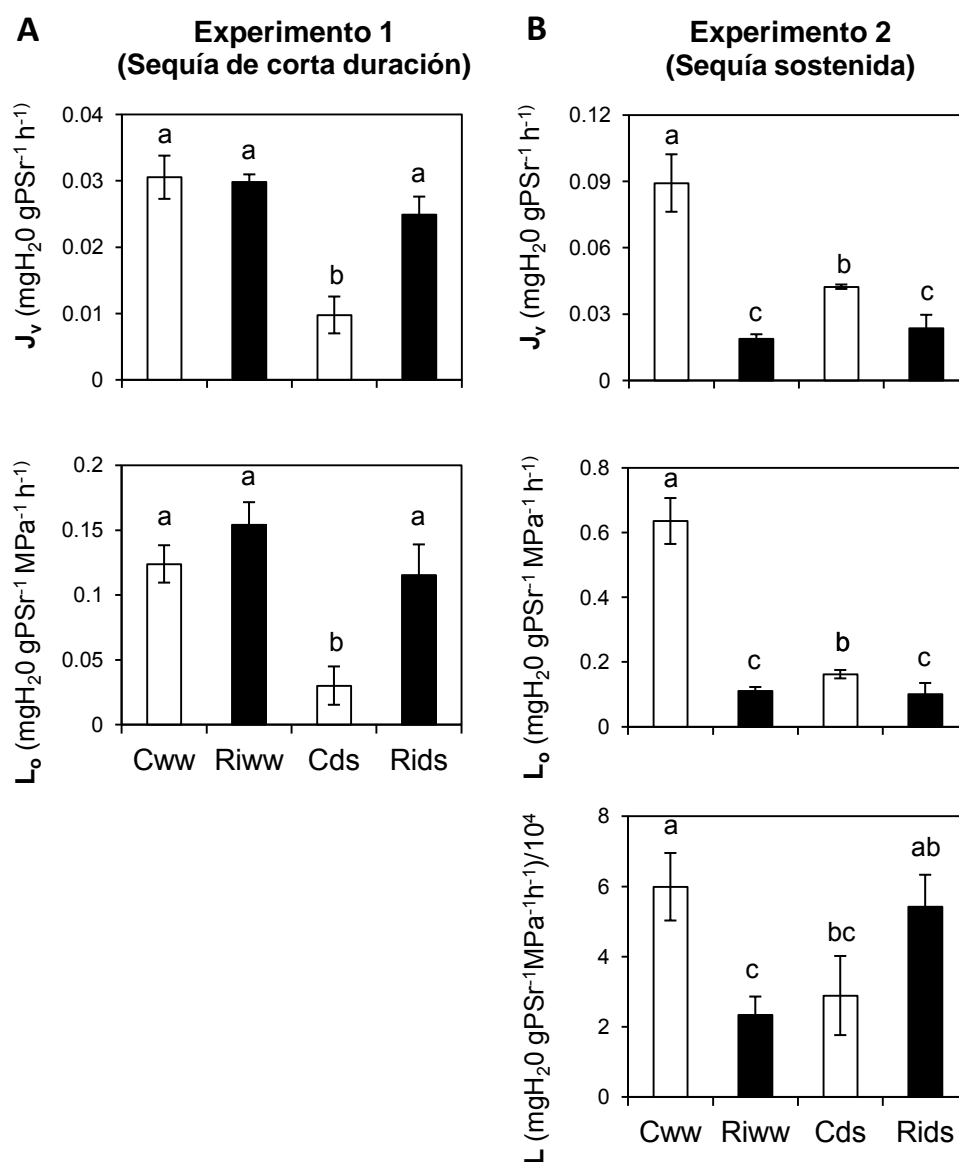 A
Experimento 1
(Sequía de corta duración)
J_v (mgH₂0 gPSr⁻¹ h⁻¹)
0.04
0.03
0.02
0.01
0
a
a
b
a
L_o (mgH₂0 gPSr⁻¹ MPa⁻¹ h⁻¹)
0.2
0.15
0.1
0.05
0
a
a
b
a
Cww Riww Cds Rids
B
Experimento 2
(Sequía sostenida)
J_v (mgH₂0 gPSr⁻¹ h⁻¹)
0.12
0.09
0.06
0.03
0
a
c
b
c
L_o (mgH₂0 gPSr⁻¹ MPa⁻¹ h⁻¹)
0.8
0.6
0.4
0.2
0
a
c
b
c
L (mgH₂0 gPSr⁻¹MPa⁻¹h⁻¹)/10⁴
8
6
4
2
0
a
c
bc
ab
Cww Riww Cds Rids